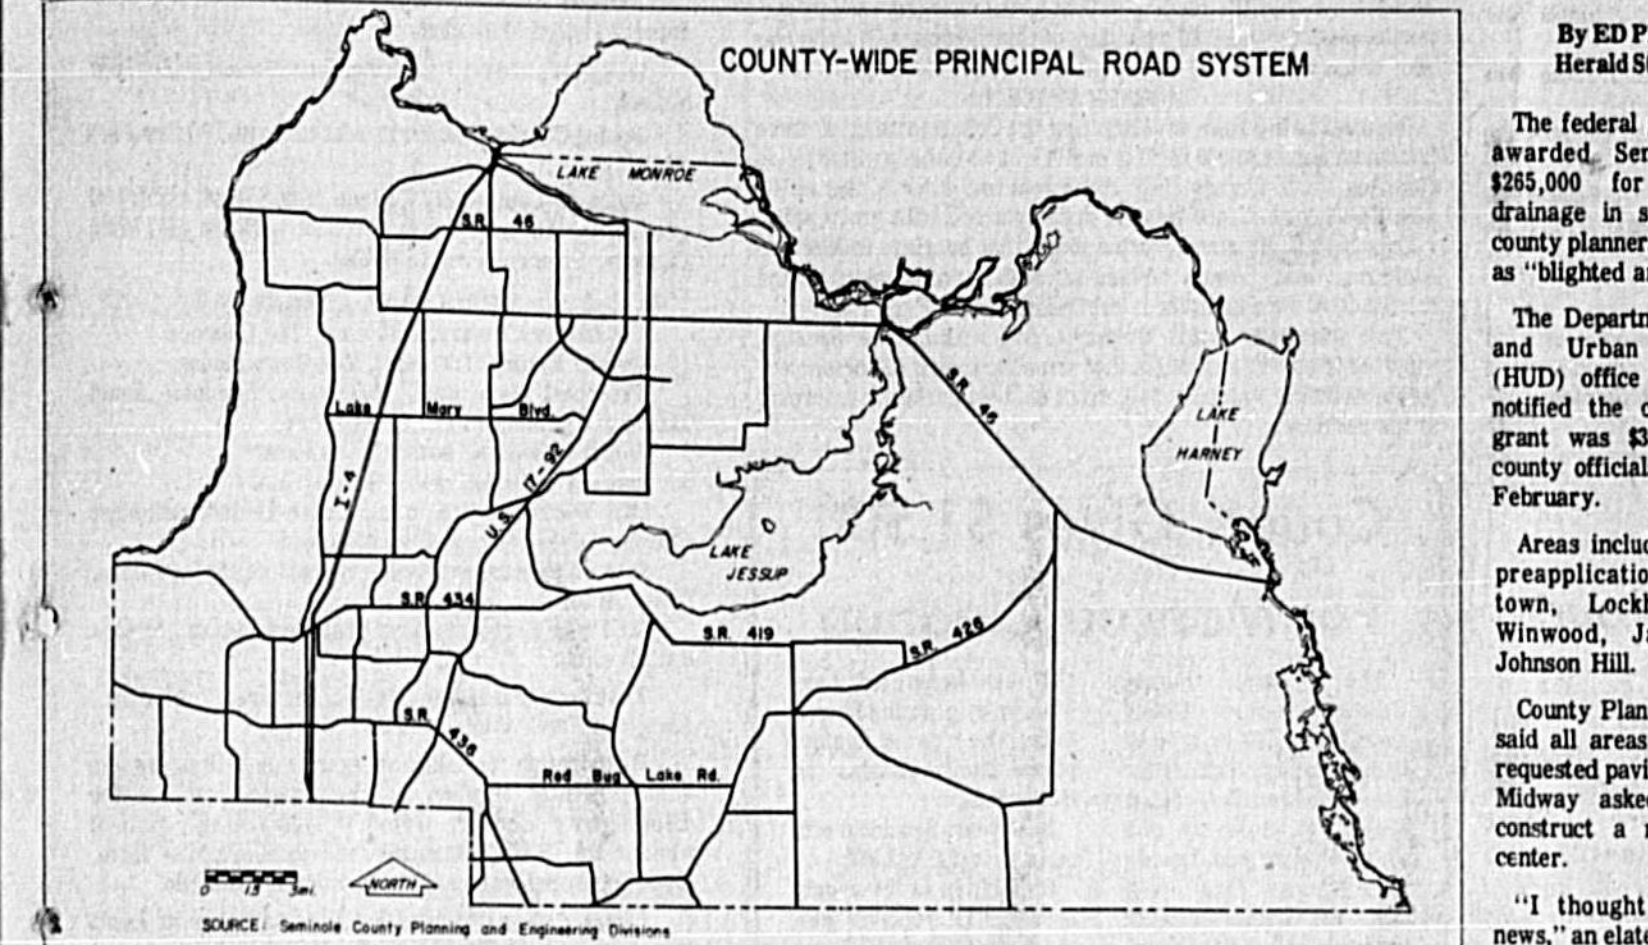 COUNTY-WIDE PRINCIPAL ROAD SYSTEM
LAKE MONROE
S.R. 46
S.R. 46
LAKE
HARNEY
Lake Mary Blvd.
I-4
U.S. 17-92
LAKE
JESSUP
S.R. 434
S.R. 419
S.R. 426
S.R. 436
Red Bug Lake Rd.
0 1.5 3mi.
NORTH
SOURCE: Seminole County Planning and Engineering Divisions
By ED P
Herald S
The federal
awarded Se
$265,000 for
drainage in s
county planner
as "blighted a
The Depart
and Urban
(HUD) office
notified the c
grant was $3
county official
February.
Areas inclu
preapplicatio
town, Lock
Winwood, Ja
Johnson Hill.
County Plan
said all areas
requested pavi
Midway aske
construct a r
center.
"I thought
news," an elat